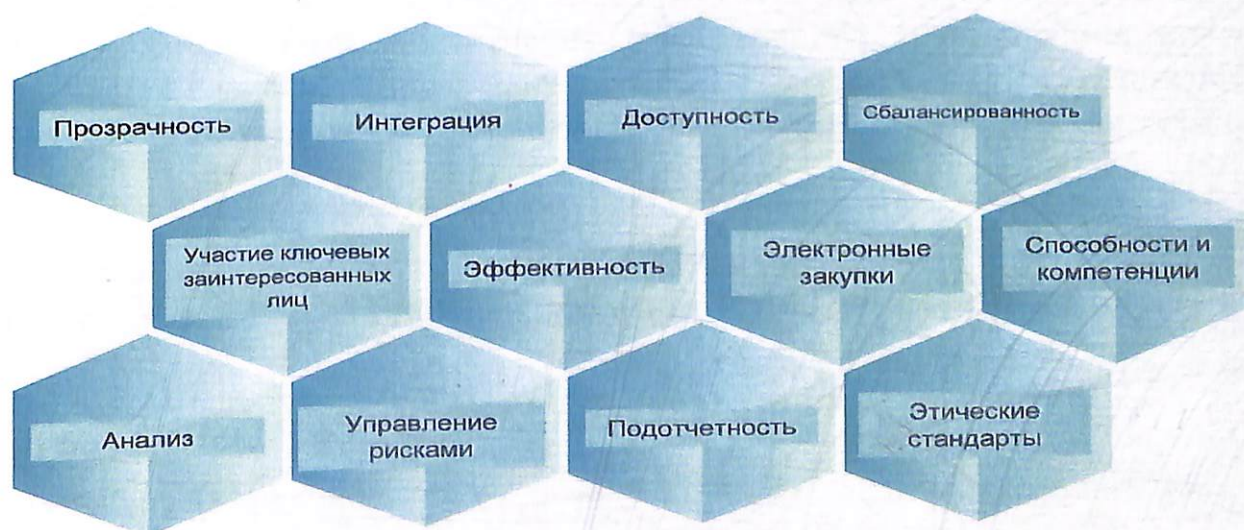 Прозрачность
Интеграция
Доступность
Сбалансированность
Участие ключевых
заинтересованных
лиц
Эффективность
Электронные
закупки
Способности и
компетенции
Анализ
Управление
рисками
Подотчетность
Этические
стандарты